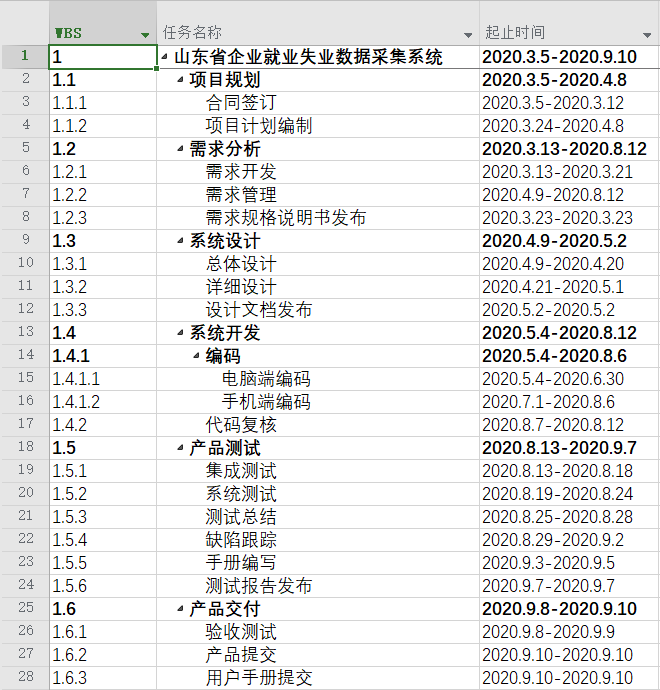 WBS 任务名称 起止时间
1 1 山东省企业就业失业数据采集系统 2020.3.5-2020.9.10
2 1.1 项目规划 2020.3.5-2020.4.8
3 1.1.1 合同签订 2020.3.5-2020.3.12
4 1.1.2 项目计划编制 2020.3.24-2020.4.8
5 1.2 需求分析 2020.3.13-2020.8.12
6 1.2.1 需求开发 2020.3.13-2020.3.21
7 1.2.2 需求管理 2020.4.9-2020.8.12
8 1.2.3 需求规格说明书发布 2020.3.23-2020.3.23
9 1.3 系统设计 2020.4.9-2020.5.2
10 1.3.1 总体设计 2020.4.9-2020.4.20
11 1.3.2 详细设计 2020.4.21-2020.5.1
12 1.3.3 设计文档发布 2020.5.2-2020.5.2
13 1.4 系统开发 2020.5.4-2020.8.12
14 1.4.1 编码 2020.5.4-2020.8.6
15 1.4.1.1 电脑端编码 2020.5.4-2020.6.30
16 1.4.1.2 手机端编码 2020.7.1-2020.8.6
17 1.4.2 代码复核 2020.8.7-2020.8.12
18 1.5 产品测试 2020.8.13-2020.9.7
19 1.5.1 集成测试 2020.8.13-2020.8.18
20 1.5.2 系统测试 2020.8.19-2020.8.24
21 1.5.3 测试总结 2020.8.25-2020.8.28
22 1.5.4 缺陷跟踪 2020.8.29-2020.9.2
23 1.5.5 手册编写 2020.9.3-2020.9.5
24 1.5.6 测试报告发布 2020.9.7-2020.9.7
25 1.6 产品交付 2020.9.8-2020.9.10
26 1.6.1 验收测试 2020.9.8-2020.9.9
27 1.6.2 产品提交 2020.9.10-2020.9.10
28 1.6.3 用户手册提交 2020.9.10-2020.9.10